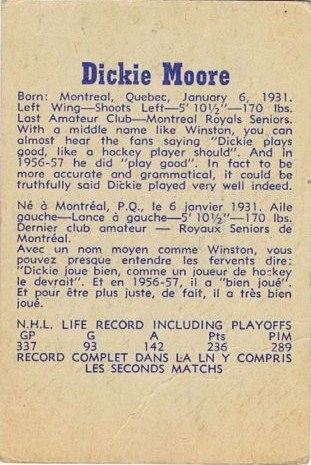 Dickie Moore
Born: Montreal, Quebec, January 6, 1931.
Left Wing—Shoots Left—5' 10½"—170 lbs.
Last Amateur Club—Montreal Royals Seniors.
With a middle name like Winston, you can
almost hear the fans saying "Dickie plays
good, like a hockey player should". And in
1956-57 he did "play good". In fact to be
more accurate and grammatical, it could be
truthfully said Dickie played very well indeed.
Né à Montréal, P.Q., le 6 janvier 1931. Aile
gauche—Lance à gauche—5' 10½"—170 lbs.
Dernier club amateur — Royaux Seniors de
Montréal.
Avec un nom moyen comme Winston, vous
pouvez presque entendre les fervents dire:
"Dickie joue bien, comme un joueur de hockey
le devrait". Et en 1956-57, il a "bien joué".
Et pour être plus juste, de fait, il a très bien
joué.
N.H.L. LIFE RECORD INCLUDING PLAYOFFS
GP G A Pts PIM
337 93 142 236 289
RECORD COMPLET DANS LA LN Y COMPRIS
LES SECONDS MATCHS